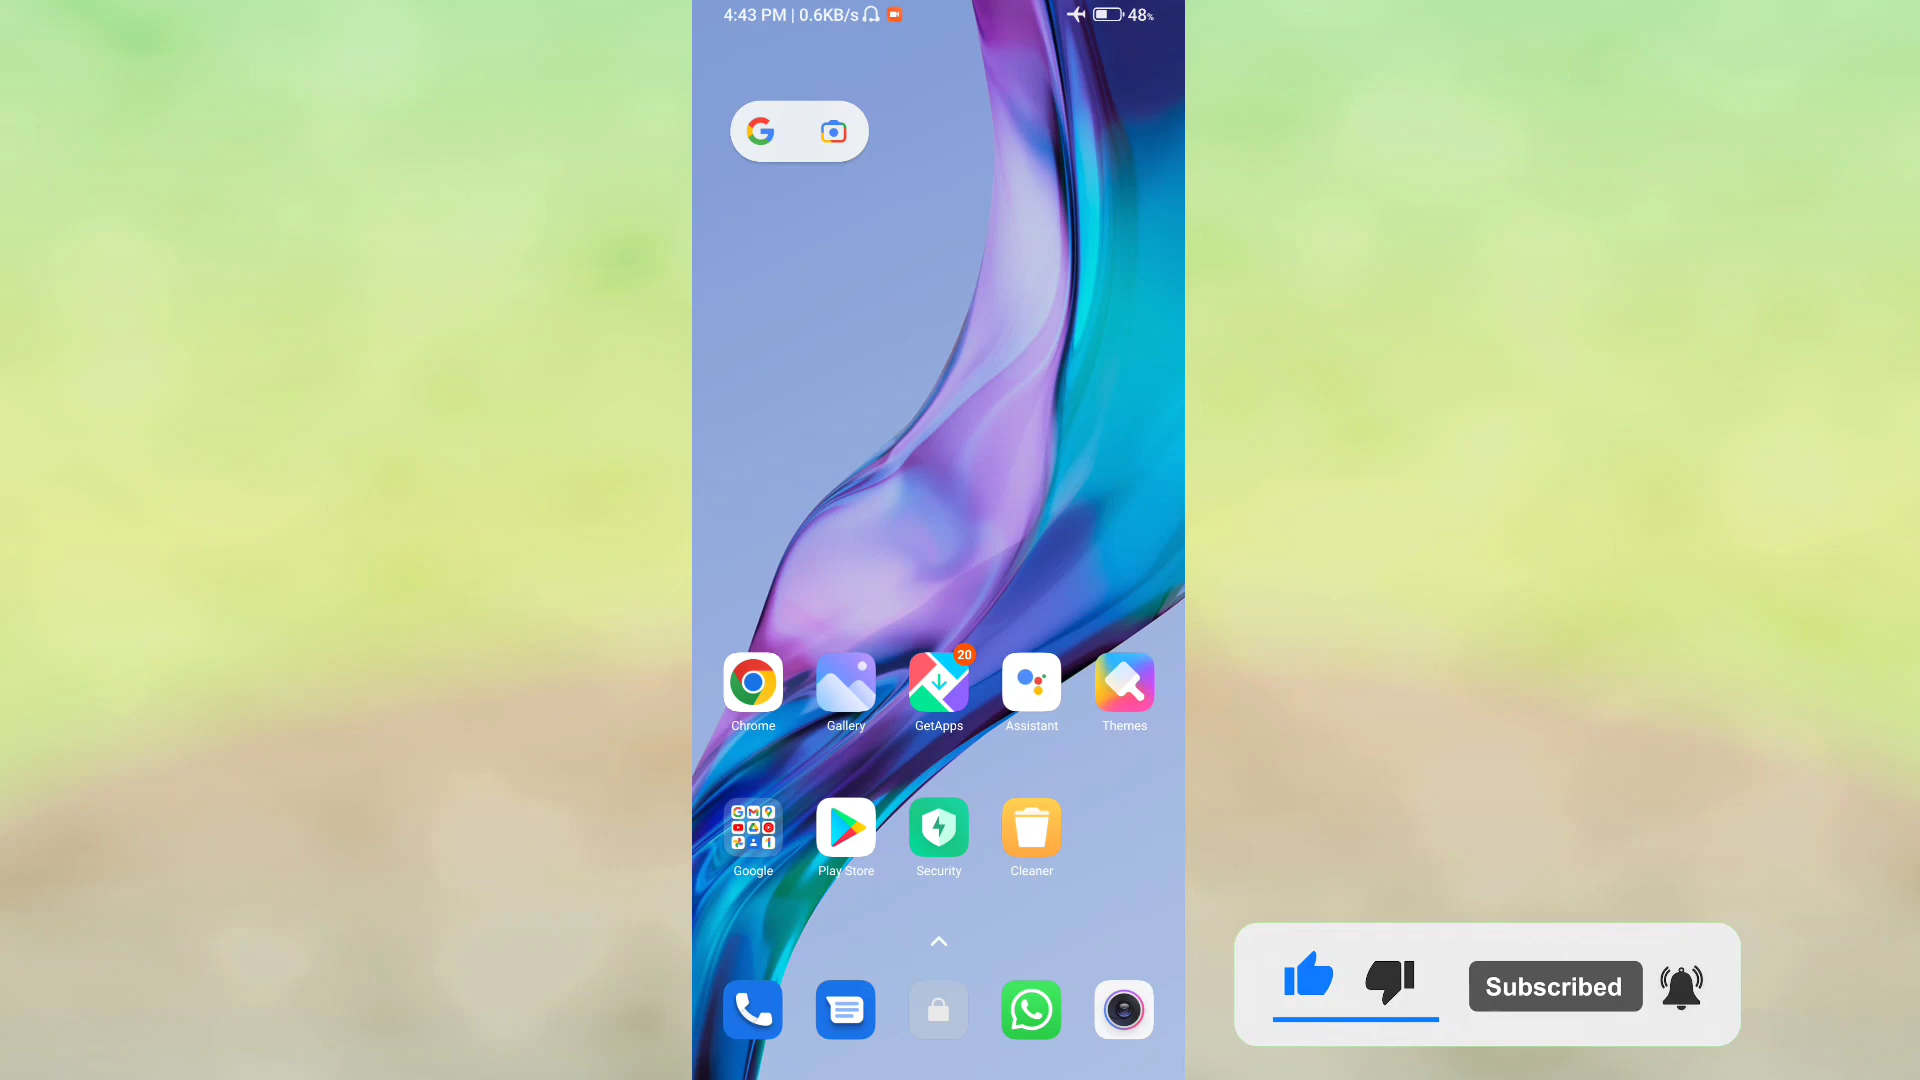 4:43 PM | 0.6KB/s
48%
20
Chrome
Gallery
GetApps
Assistant
Themes
Google
Play Store
Security
Cleaner
Subscribed